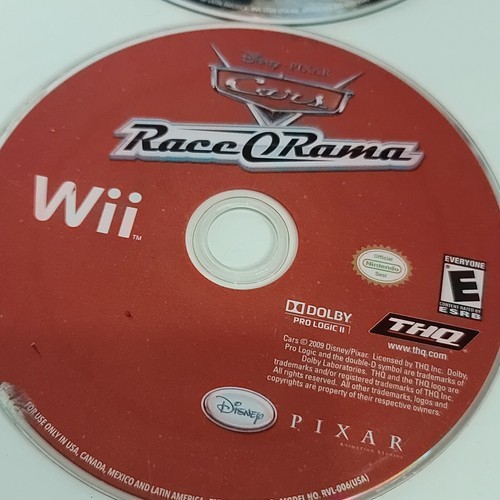 Disney PIXAR
Cars
Race O Rama
Wii
TM
Official
Nintendo
Seal
EVERYONE
E
CONTENT RATED BY
ESRB
DOLBY
PRO LOGIC II
THQ
www.thq.com
Cars © 2009 Disney/Pixar. Licensed by THQ Inc. Dolby,
Pro Logic and the double-D symbol are trademarks of
Dolby Laboratories. THQ and the THQ logo are
trademarks and/or registered trademarks of THQ Inc.
All rights reserved. All other trademarks, logos and
copyrights are property of their respective owners.
Disney
PIXAR
ANIMATION STUDIOS
FOR USE ONLY IN USA, CANADA, MEXICO AND LATIN AMERICA.
MODEL NO. RVL-006(USA)